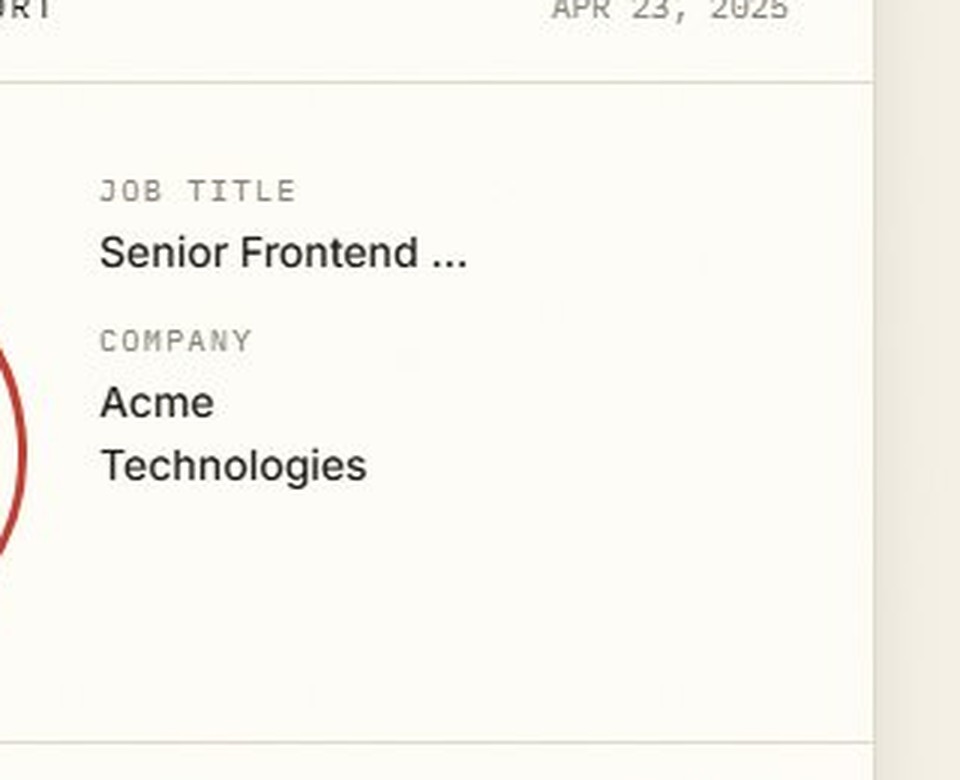 APR 23, 2025
JOB TITLE
Senior Frontend ...
COMPANY
Acme
Technologies